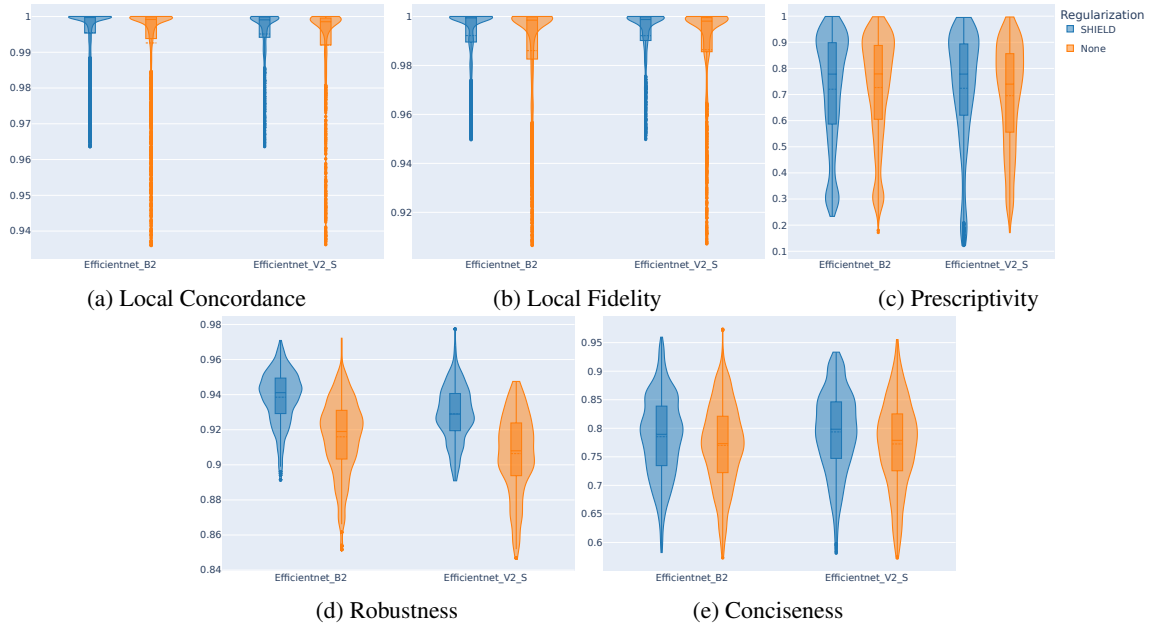 1
0.99
0.98
0.97
0.96
0.95
0.94
Efficientnet_B2
Efficientnet_V2_S
(a) Local Concordance
1
0.98
0.96
0.94
0.92
Efficientnet_B2
Efficientnet_V2_S
(b) Local Fidelity
1
0.9
0.8
0.7
0.6
0.5
0.4
0.3
0.2
0.1
Efficientnet_B2
Efficientnet_V2_S
(c) Prescriptivity
Regularization
SHIELD
None
0.98
0.96
0.94
0.92
0.9
0.88
0.86
0.84
Efficientnet_B2
Efficientnet_V2_S
(d) Robustness
0.95
0.9
0.85
0.8
0.75
0.7
0.65
0.6
Efficientnet_B2
Efficientnet_V2_S
(e) Conciseness